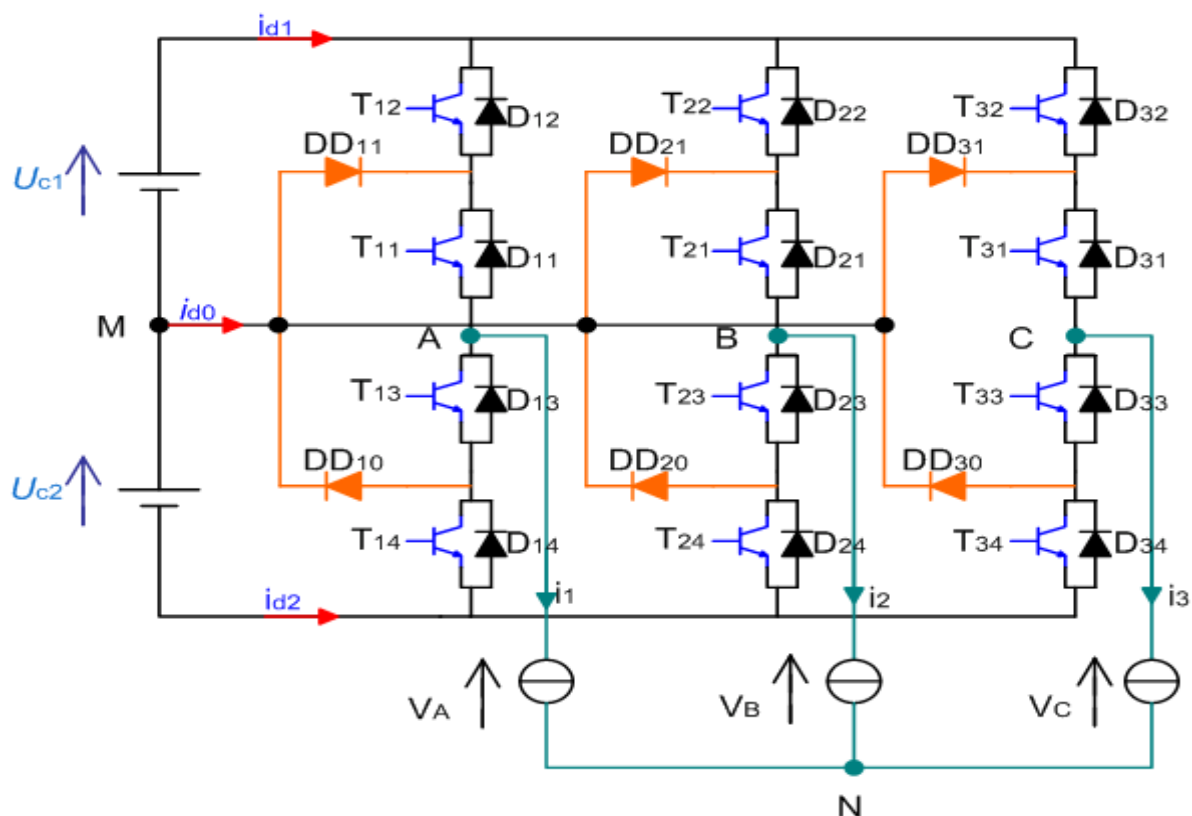 id1
T12 D12 T22 D22 T32 D32
DD11 DD21 DD31
Uc1
T11 D11 T21 D21 T31 D31
M id0 A B C
T13 D13 T23 D23 T33 D33
DD10 DD20 DD30
Uc2
T14 D14 T24 D24 T34 D34
id2 i1 i2 i3
VA VB VC
N